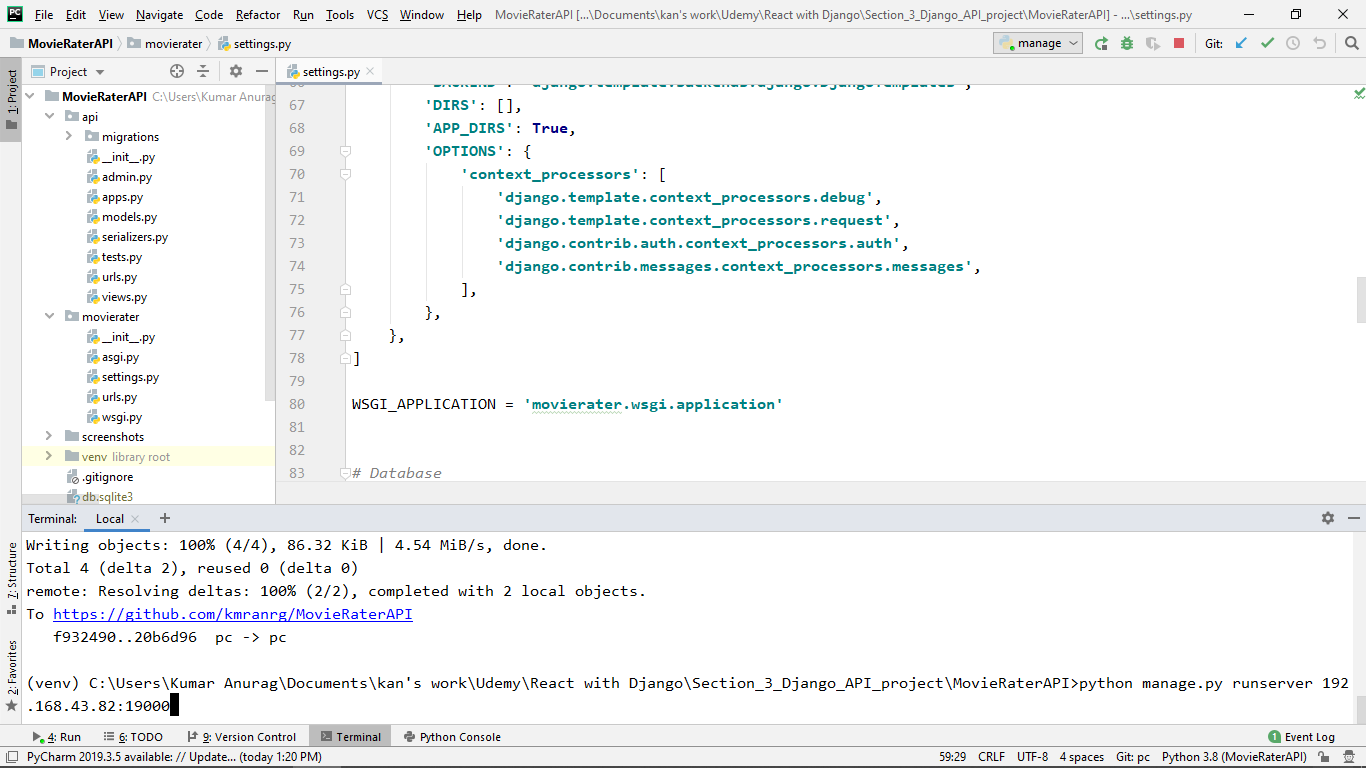 PC File Edit View Navigate Code Refactor Run Tools VCS Window Help MovieRaterAPI [...\Documents\kan's work\Udemy\React with Django\Section_3_Django_API_project\MovieRaterAPI] - ...\settings.py
MovieRaterAPI movierater settings.py manage Git:
1: Project
Project
settings.py
MovieRaterAPI C:\Users\Kumar Anurag
api
migrations
__init__.py
admin.py
apps.py
models.py
serializers.py
tests.py
urls.py
views.py
movierater
__init__.py
asgi.py
settings.py
urls.py
wsgi.py
screenshots
venv library root
.gitignore
db.sqlite3
66 'BACKEND': 'django.template.backends.django.DjangoTemplates',
67 'DIRS': [],
68 'APP_DIRS': True,
69 'OPTIONS': {
70 'context_processors': [
71 'django.template.context_processors.debug',
72 'django.template.context_processors.request',
73 'django.contrib.auth.context_processors.auth',
74 'django.contrib.messages.context_processors.messages',
75 ],
76 },
77 },
78 ]
79
80 WSGI_APPLICATION = 'movierater.wsgi.application'
81
82
83 # Database
Terminal: Local × +
7: Structure
2: Favorites
Writing objects: 100% (4/4), 86.32 KiB | 4.54 MiB/s, done.
Total 4 (delta 2), reused 0 (delta 0)
remote: Resolving deltas: 100% (2/2), completed with 2 local objects.
To https://github.com/kmranrg/MovieRaterAPI
f932490..20b6d96 pc -> pc
(venv) C:\Users\Kumar Anurag\Documents\kan's work\Udemy\React with Django\Section_3_Django_API_project\MovieRaterAPI>python manage.py runserver 192
.168.43.82:19000
4: Run 6: TODO 9: Version Control Terminal Python Console 1 Event Log
PyCharm 2019.3.5 available: // Update... (today 1:20 PM) 59:29 CRLF UTF-8 4 spaces Git: pc Python 3.8 (MovieRaterAPI)